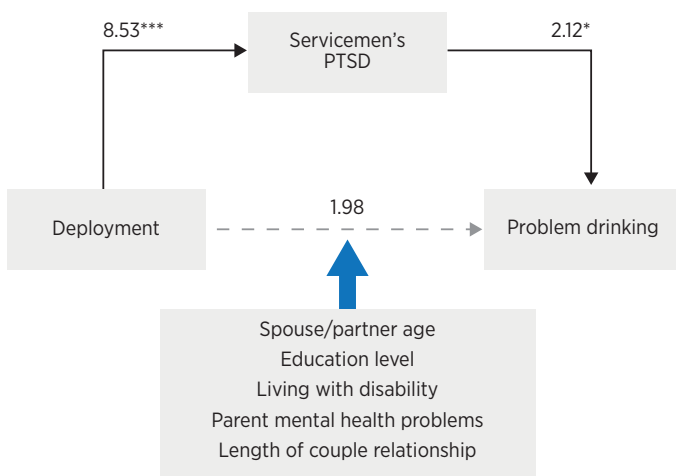 8.53***
Servicemen's
PTSD
2.12*
Deployment
1.98
Problem drinking
Spouse/partner age
Education level
Living with disability
Parent mental health problems
Length of couple relationship